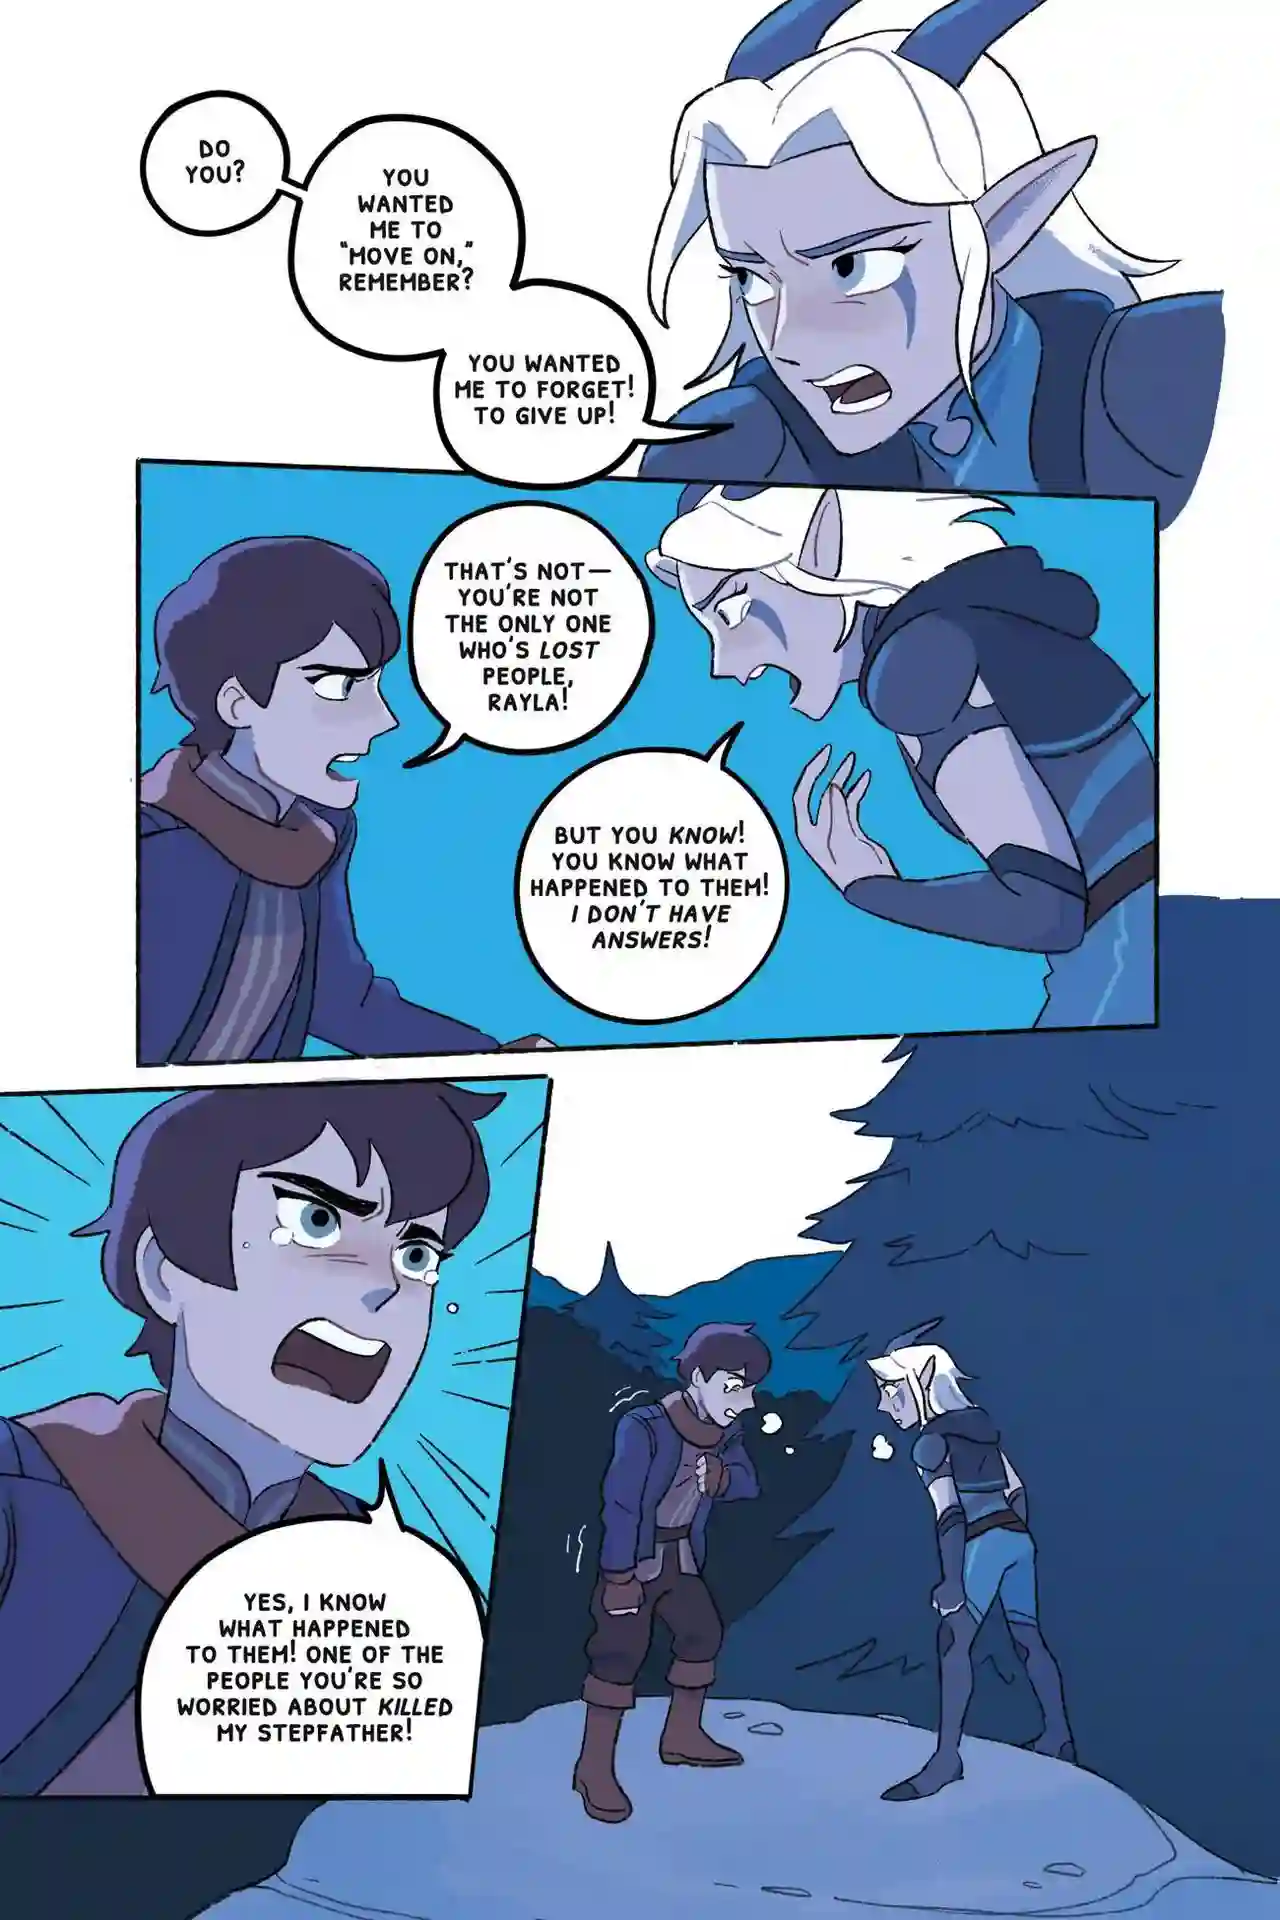 DO
YOU?
YOU
WANTED
ME TO
"MOVE ON,"
REMEMBER?
YOU WANTED
ME TO FORGET!
TO GIVE UP!
THAT'S NOT—
YOU'RE NOT
THE ONLY ONE
WHO'S LOST
PEOPLE,
RAYLA!
BUT YOU KNOW!
YOU KNOW WHAT
HAPPENED TO THEM!
I DON'T HAVE
ANSWERS!
YES, I KNOW
WHAT HAPPENED
TO THEM! ONE OF THE
PEOPLE YOU'RE SO
WORRIED ABOUT KILLED
MY STEPFATHER!